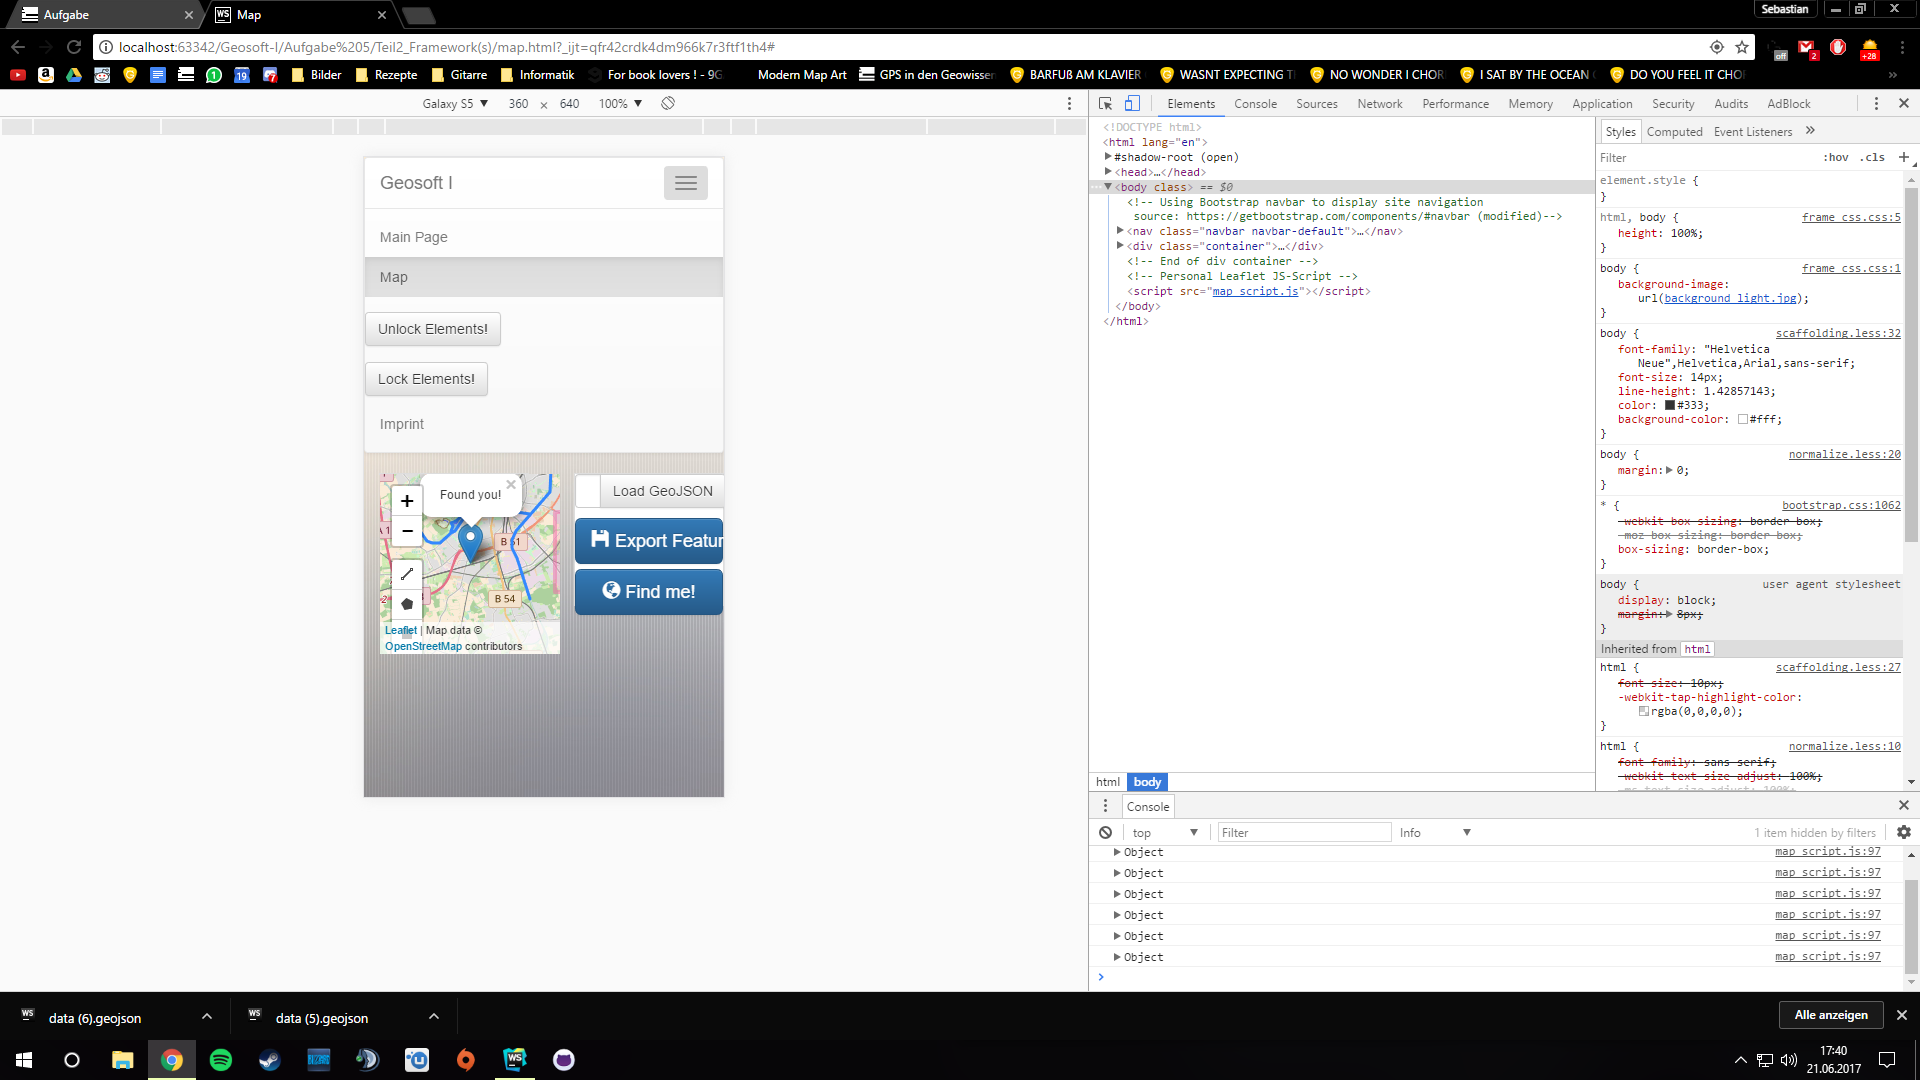 Aufgabe
WS Map
Sebastian
localhost:63342/Geosoft-I/Aufgabe%205/Teil2_Framework(s)/map.html?_ijt=qfr42crdk4dm966k7r3ftf1th4#
off
2
+28
19
Bilder
Rezepte
Gitarre
Informatik
For book lovers ! - 9G
Modern Map Art
GPS in den Geowissen
BARFUß AM KLAVIER
WASNT EXPECTING T
NO WONDER I CHOR
I SAT BY THE OCEAN
DO YOU FEEL IT CHO
Galaxy S5 ▼ 360 × 640 100% ▼
Geosoft I
Main Page
Map
Unlock Elements!
Lock Elements!
Imprint
Found you!
×
+
−
B 51
B 54
Leaflet | Map data ©
OpenStreetMap contributors
Load GeoJSON
Export Featur
Find me!
Elements Console Sources Network Performance Memory Application Security Audits AdBlock
<!DOCTYPE html>
<html lang="en">
#shadow-root (open)
<head>…</head>
<body class> == $0
<!-- Using Bootstrap navbar to display site navigation
source: https://getbootstrap.com/components/#navbar (modified)-->
<nav class="navbar navbar-default">…</nav>
<div class="container">…</div>
<!-- End of div container -->
<!-- Personal Leaflet JS-Script -->
<script src="map_script.js"></script>
</body>
</html>
html body
Styles Computed Event Listeners »
Filter :hov .cls +
element.style {
}
html, body { frame_css.css:5
height: 100%;
}
body { frame_css.css:1
background-image:
url(background_light.jpg);
}
body { scaffolding.less:32
font-family: "Helvetica
Neue",Helvetica,Arial,sans-serif;
font-size: 14px;
line-height: 1.42857143;
color: #333;
background-color: #fff;
}
body { normalize.less:20
margin: 0;
}
* { bootstrap.css:1062
-webkit-box-sizing: border-box;
-moz-box-sizing: border-box;
box-sizing: border-box;
}
body { user agent stylesheet
display: block;
margin: 8px;
}
Inherited from html
html { scaffolding.less:27
font-size: 10px;
-webkit-tap-highlight-color:
rgba(0,0,0,0);
}
html { normalize.less:10
font-family: sans-serif;
-webkit-text-size-adjust: 100%;
-ms-text-size-adjust: 100%;
Console
top ▼ Filter Info ▼ 1 item hidden by filters
Object map_script.js:97
Object map_script.js:97
Object map_script.js:97
Object map_script.js:97
Object map_script.js:97
Object map_script.js:97
WS data (6).geojson
WS data (5).geojson
Alle anzeigen
WS
17:40
21.06.2017